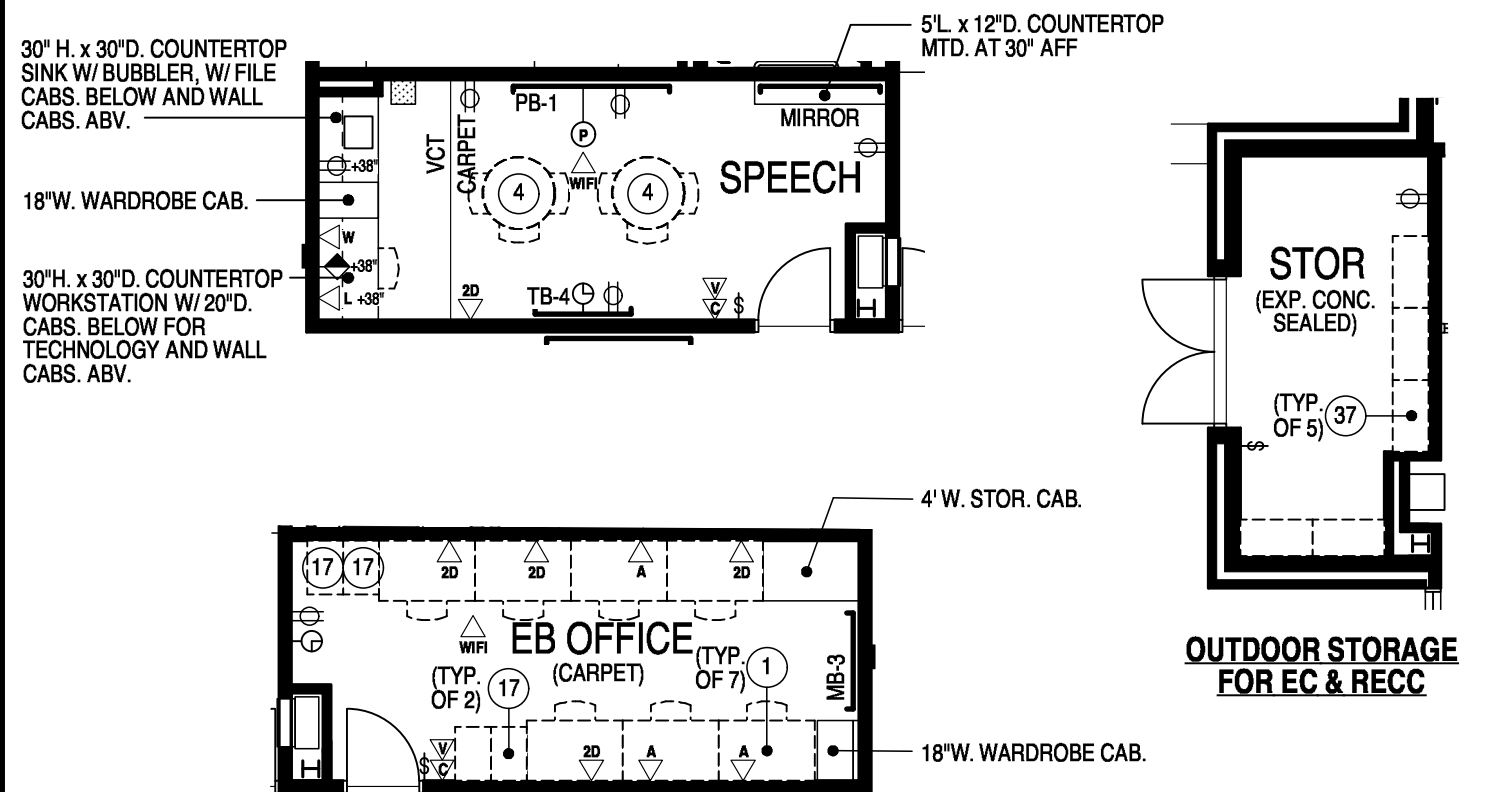 30" H. x 30"D. COUNTERTOP
SINK W/ BUBBLER, W/ FILE
CABS. BELOW AND WALL
CABS. ABV.
18"W. WARDROBE CAB.
30"H. x 30"D. COUNTERTOP
WORKSTATION W/ 20"D.
CABS. BELOW FOR
TECHNOLOGY AND WALL
CABS. ABV.
5'L. x 12"D. COUNTERTOP
MTD. AT 30" AFF
PB-1
MIRROR
P
WIFI
VCT
CARPET
SPEECH
4
4
+38"
W
+38"
L +38"
2D
TB-4
V
C
$
H
STOR
(EXP. CONC.
SEALED)
(TYP.
OF 5)
37
$
H
OUTDOOR STORAGE
FOR EC & RECC
4' W. STOR. CAB.
17
17
2D
2D
A
2D
WIFI
EB OFFICE
(CARPET)
(TYP.
OF 2)
17
(TYP.
OF 7)
1
MB-3
V
C
$
H
2D
A
A
18"W. WARDROBE CAB.